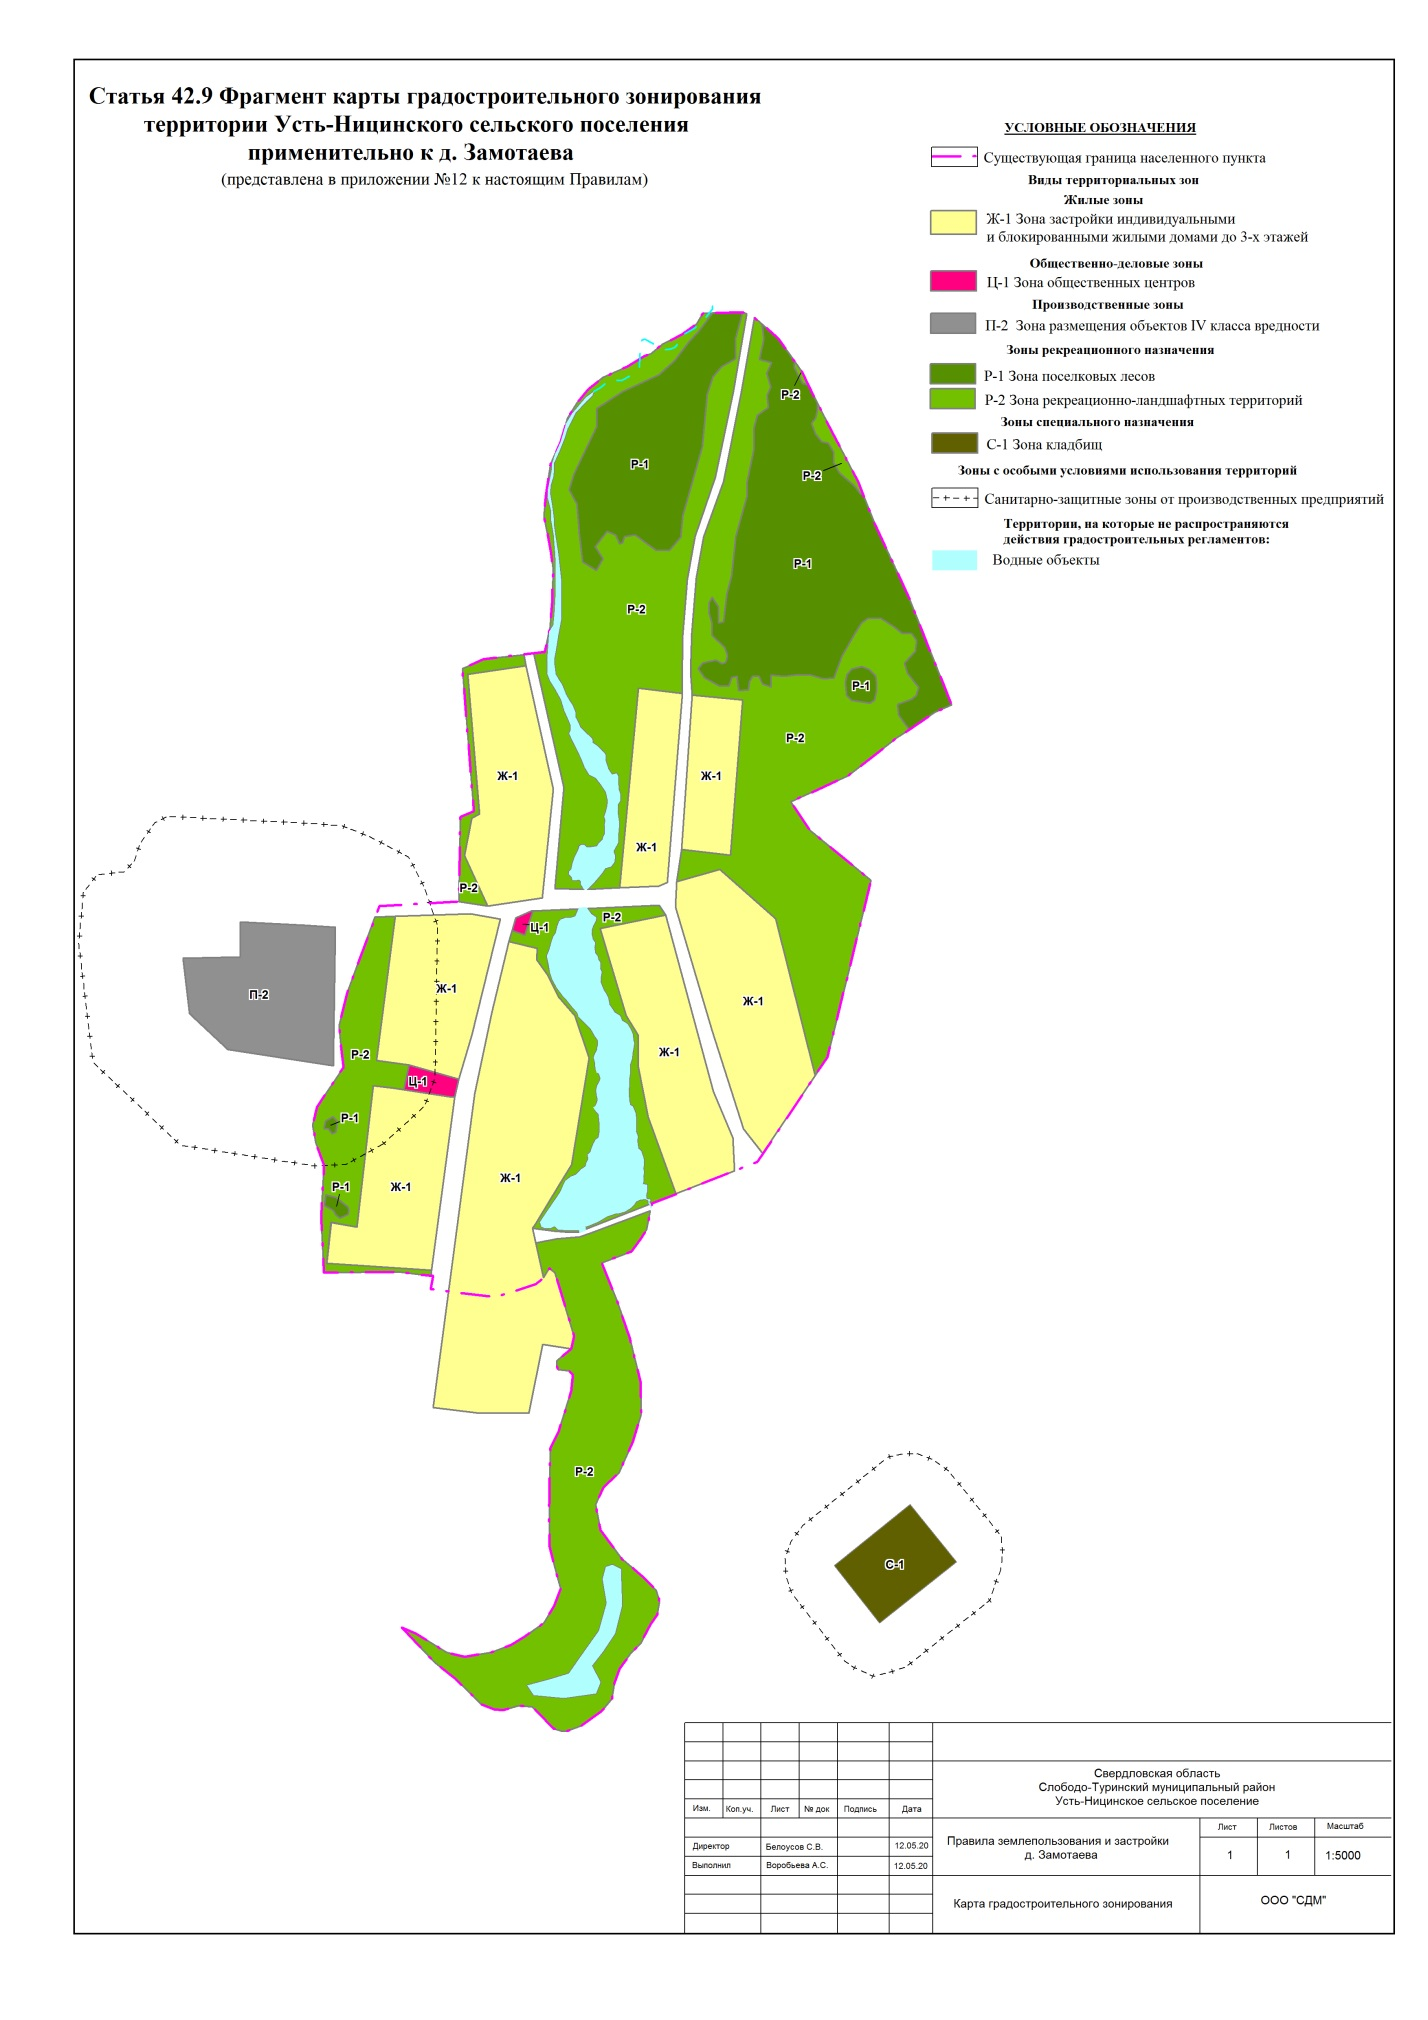 Статья 42.9 Фрагмент карты градостроительного зонирования
территории Усть-Ницинского сельского поселения
применительно к д. Замотаева
(представлена в приложении №12 к настоящим Правилам)
УСЛОВНЫЕ ОБОЗНАЧЕНИЯ
Существующая граница населенного пункта
Виды территориальных зон
Жилые зоны
Ж-1 Зона застройки индивидуальными
и блокированными жилыми домами до 3-х этажей
Общественно-деловые зоны
Ц-1 Зона общественных центров
Производственные зоны
П-2 Зона размещения объектов IV класса вредности
Зоны рекреационного назначения
Р-1 Зона поселковых лесов
Р-2 Зона рекреационно-ландшафтных территорий
Зоны специального назначения
С-1 Зона кладбищ
Зоны с особыми условиями использования территорий
Санитарно-защитные зоны от производственных предприятий
Территории, на которые не распространяются
действия градостроительных регламентов:
Водные объекты
Р-2
Р-1
Р-2
Р-1
Р-2
Р-1
Р-2
Ж-1
Ж-1
Ж-1
Р-2
Р-2
Ц-1
Ж-1
П-2
Ж-1
Ж-1
Р-2
Ц-1
Р-1
Ж-1
Р-1
Ж-1
Р-2
С-1
Изм. Кол.уч. Лист № док Подпись Дата
Директор Белоусов С.В. 12.05.20
Выполнил Воробьева А.С. 12.05.20
Свердловская область
Слободо-Туринский муниципальный район
Усть-Ницинское сельское поселение
Правила землепользования и застройки
д. Замотаева
Лист Листов Масштаб
1 1 1:5000
Карта градостроительного зонирования
ООО "СДМ"